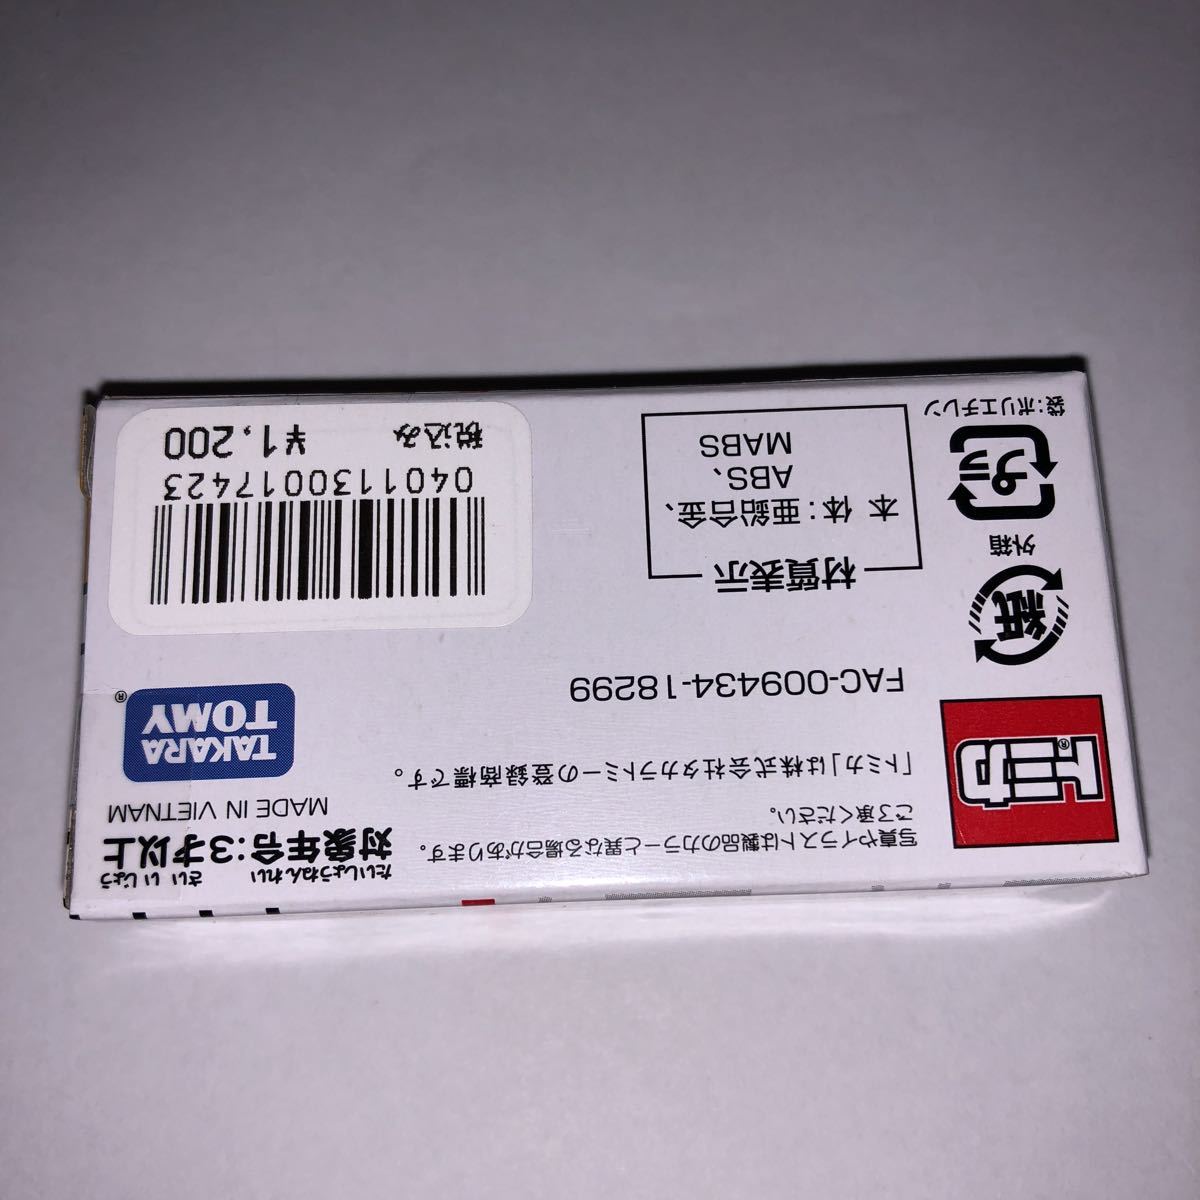 写真やイラストは製品のカラーと異なる場合があります。
ご了承ください。
「トミカ」は株式会社タカラトミーの登録商標です。
FAC-009434-18299
トミカ®
たいしょうねんれい さい いじょう
対象年令:3才以上
MADE IN VIETNAM
TAKARA
TOMY
®
紙
外箱
プラ
袋:ポリエチレン
材質表示
本 体:亜鉛合金、
ABS、
MABS
0401130017423
税込み ¥1,200